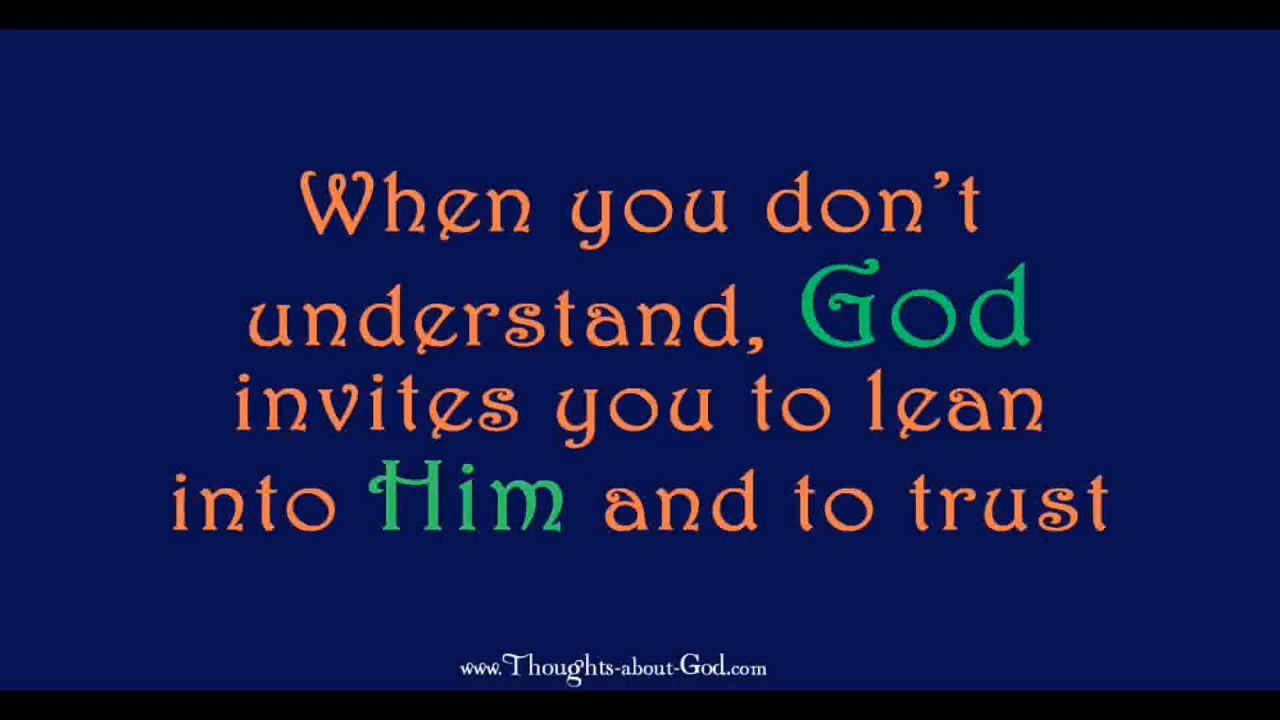 When you don’t
understand, God
invites you to lean
into Him and to trust
www.Thoughts-about-God.com